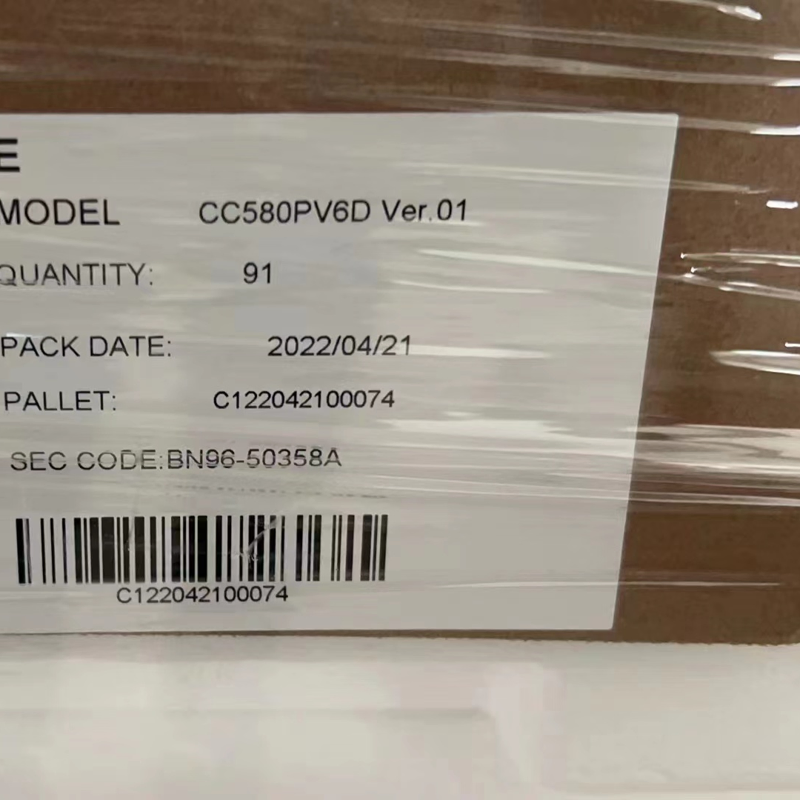 E
MODEL CC580PV6D Ver.01
QUANTITY: 91
PACK DATE: 2022/04/21
PALLET: C122042100074
SEC CODE:BN96-50358A
C122042100074